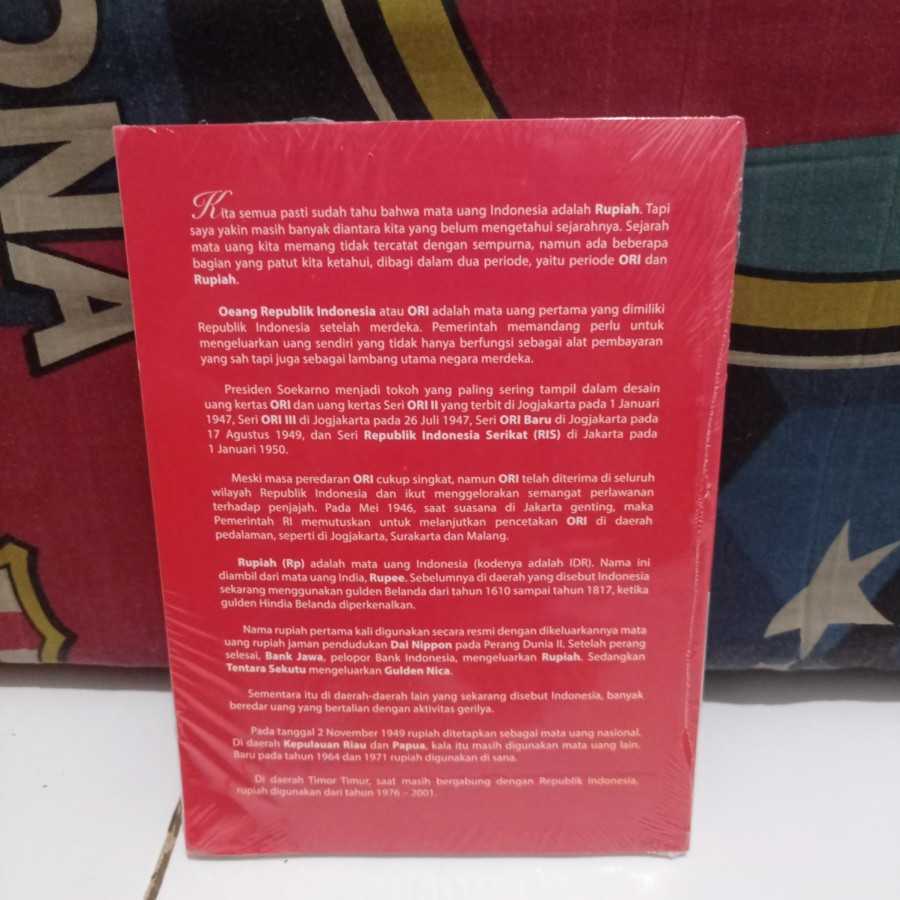 ONA
Kita semua pasti sudah tahu bahwa mata uang Indonesia adalah Rupiah. Tapi
saya yakin masih banyak diantara kita yang belum mengetahui sejarahnya. Sejarah
mata uang kita memang tidak tercatat dengan sempurna, namun ada beberapa
bagian yang patut kita ketahui, dibagi dalam dua periode, yaitu periode ORI dan
Rupiah.
Oeang Republik Indonesia atau ORI adalah mata uang pertama yang dimiliki
Republik Indonesia setelah merdeka. Pemerintah memandang perlu untuk
mengeluarkan uang sendiri yang tidak hanya berfungsi sebagai alat pembayaran
yang sah tapi juga sebagai lambang utama negara merdeka.
Presiden Soekarno menjadi tokoh yang paling sering tampil dalam desain
uang kertas ORI dan uang kertas Seri ORI II yang terbit di Jogjakarta pada 1 Januari
1947, Seri ORI III di Jogjakarta pada 26 Juli 1947, Seri ORI Baru di Jogjakarta pada
17 Agustus 1949, dan Seri Republik Indonesia Serikat (RIS) di Jakarta pada
1 Januari 1950.
Meski masa peredaran ORI cukup singkat, namun ORI telah diterima di seluruh
wilayah Republik Indonesia dan ikut menggelorakan semangat perlawanan
terhadap penjajah. Pada Mei 1946, saat suasana di Jakarta genting, maka
Pemerintah RI memutuskan untuk melanjutkan pencetakan ORI di daerah
pedalaman, seperti di Jogjakarta, Surakarta dan Malang.
Rupiah (Rp) adalah mata uang Indonesia (kodenya adalah IDR). Nama ini
diambil dari mata uang India, Rupee. Sebelumnya di daerah yang disebut Indonesia
sekarang menggunakan gulden Belanda dari tahun 1610 sampai tahun 1817, ketika
gulden Hindia Belanda diperkenalkan.
Nama rupiah pertama kali digunakan secara resmi dengan dikeluarkannya mata
uang rupiah jaman pendudukan Dai Nippon pada Perang Dunia II. Setelah perang
selesai, Bank Jawa, pelopor Bank Indonesia, mengeluarkan Rupiah. Sedangkan
Tentara Sekutu mengeluarkan Gulden Nica.
Sementara itu di daerah-daerah lain yang sekarang disebut Indonesia, banyak
beredar uang yang bertalian dengan aktivitas gerilya.
Pada tanggal 2 November 1949 rupiah ditetapkan sebagai mata uang nasional.
Di daerah Kepulauan Riau dan Papua, kala itu masih digunakan mata uang lain.
Baru pada tahun 1964 dan 1971 rupiah digunakan di sana.
Di daerah Timor Timur, saat masih bergabung dengan Republik Indonesia,
rupiah digunakan dari tahun 1976 – 2001.